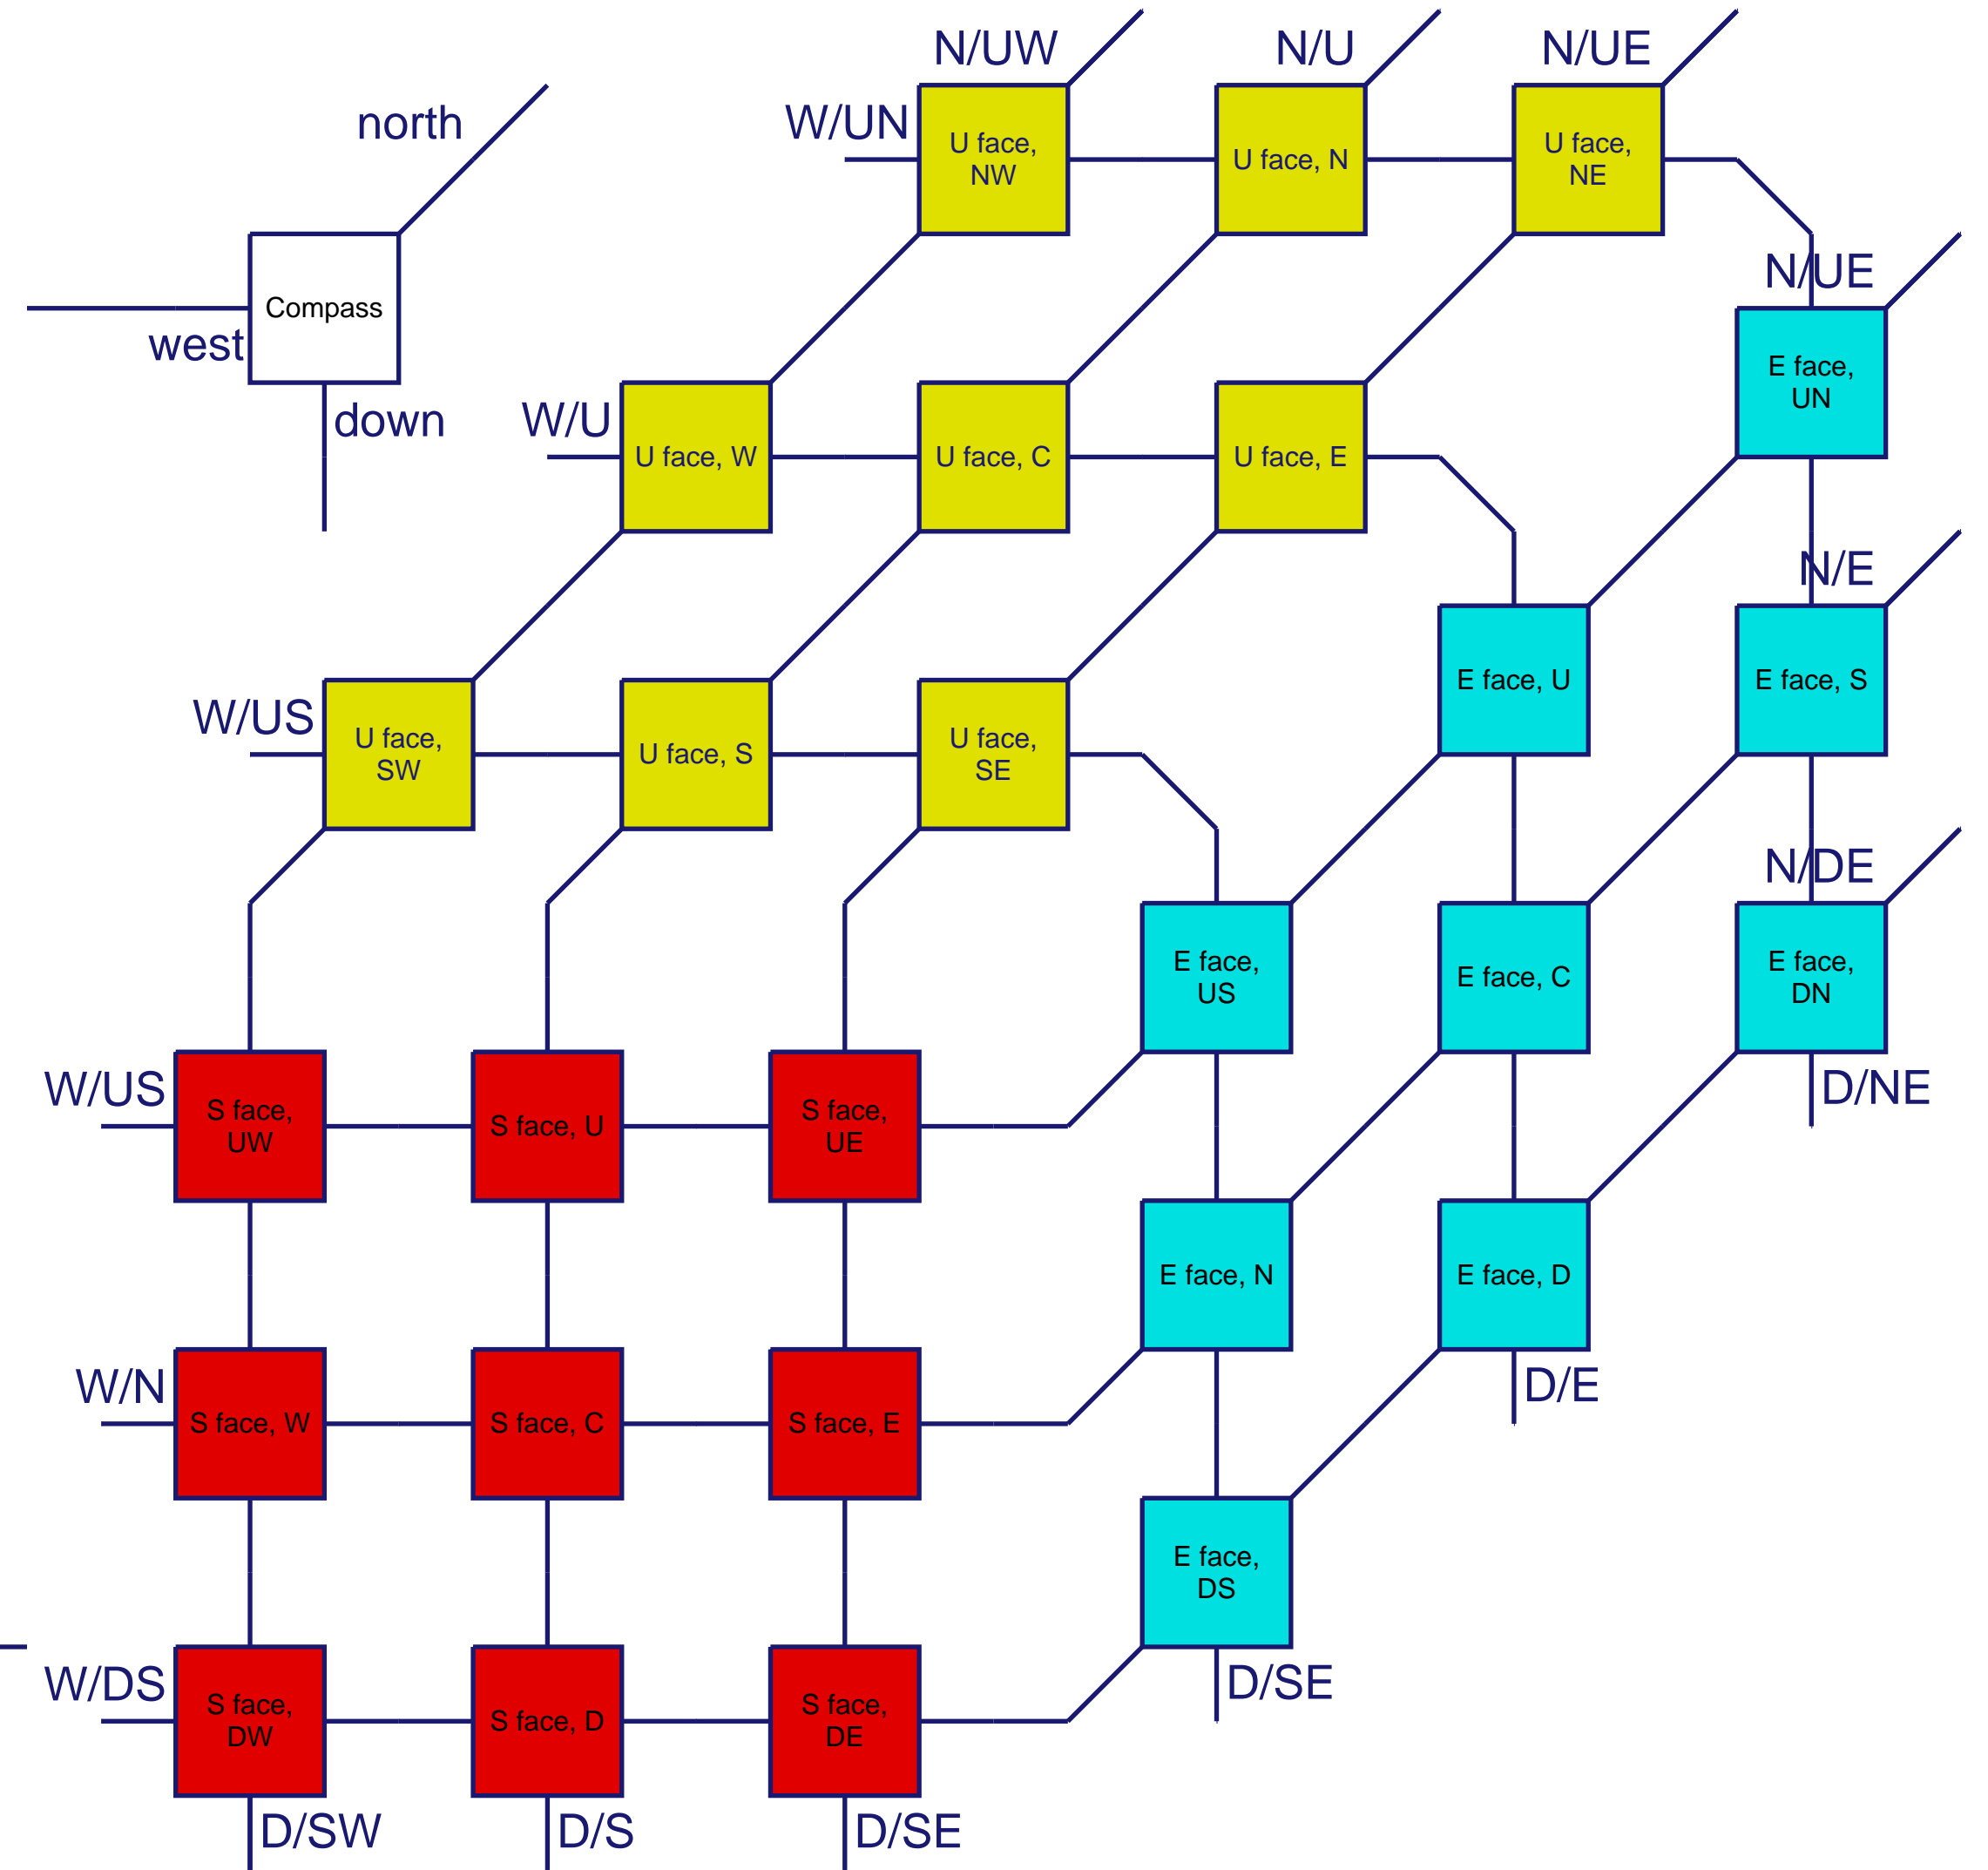 N/UW
N/U
N/UE
north
W/UN
U face,
NW
U face, N
U face,
NE
N/UE
Compass
west
down
W/U
U face, W
U face, C
U face, E
E face,
UN
N/E
W/US
U face,
SW
U face, S
U face,
SE
E face, U
E face, S
N/DE
E face,
US
E face, C
E face,
DN
W/US
S face,
UW
S face, U
S face,
UE
D/NE
E face, N
E face, D
W/N
S face, W
S face, C
S face, E
D/E
E face,
DS
W/DS
S face,
DW
S face, D
S face,
DE
D/SE
D/SW
D/S
D/SE